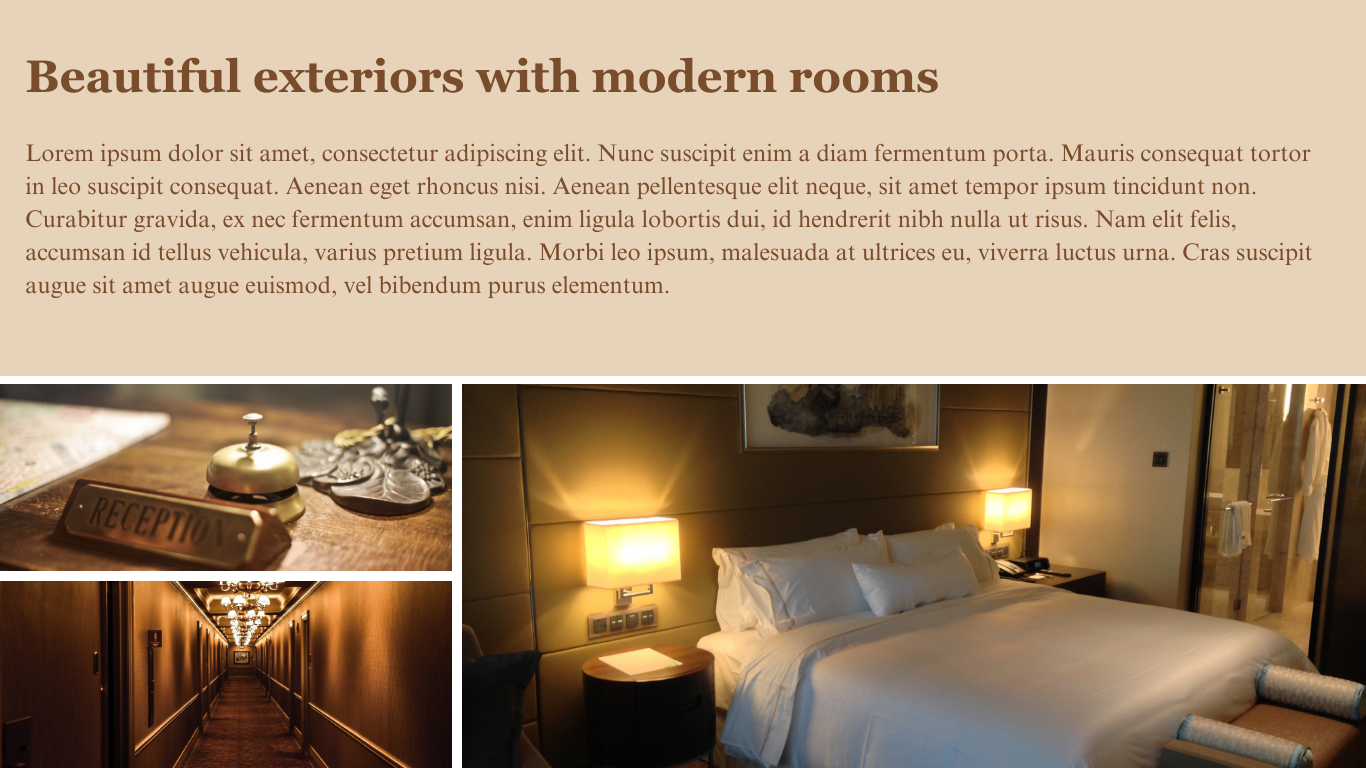 Beautiful exteriors with modern rooms
Lorem ipsum dolor sit amet, consectetur adipiscing elit. Nunc suscipit enim a diam fermentum porta. Mauris consequat tortor
in leo suscipit consequat. Aenean eget rhoncus nisi. Aenean pellentesque elit neque, sit amet tempor ipsum tincidunt non.
Curabitur gravida, ex nec fermentum accumsan, enim ligula lobortis dui, id hendrerit nibh nulla ut risus. Nam elit felis,
accumsan id tellus vehicula, varius pretium ligula. Morbi leo ipsum, malesuada at ultrices eu, viverra luctus urna. Cras suscipit
augue sit amet augue euismod, vel bibendum purus elementum.
RECEPTION